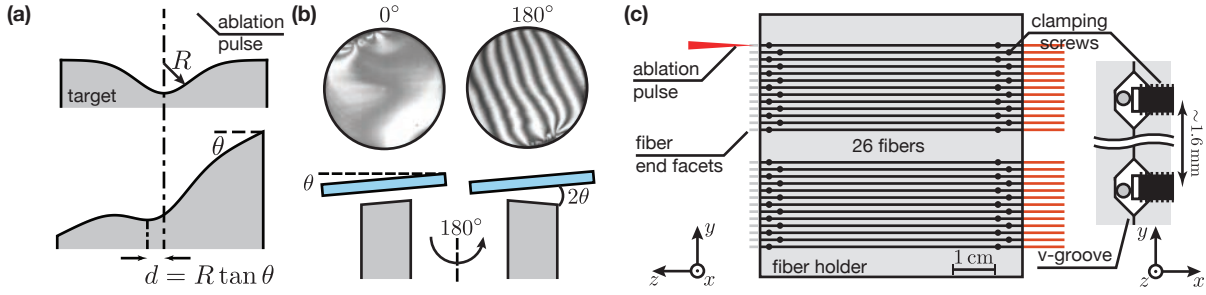 (a)
ablation
pulse
R
target
θ
d = R tan θ
(b)
0°
180°
θ
2θ
180°
(c)
clamping
screws
ablation
pulse
fiber
end facets
26 fibers
~1.6 mm
y
z
x
fiber holder
1 cm
v-groove
y
z
x